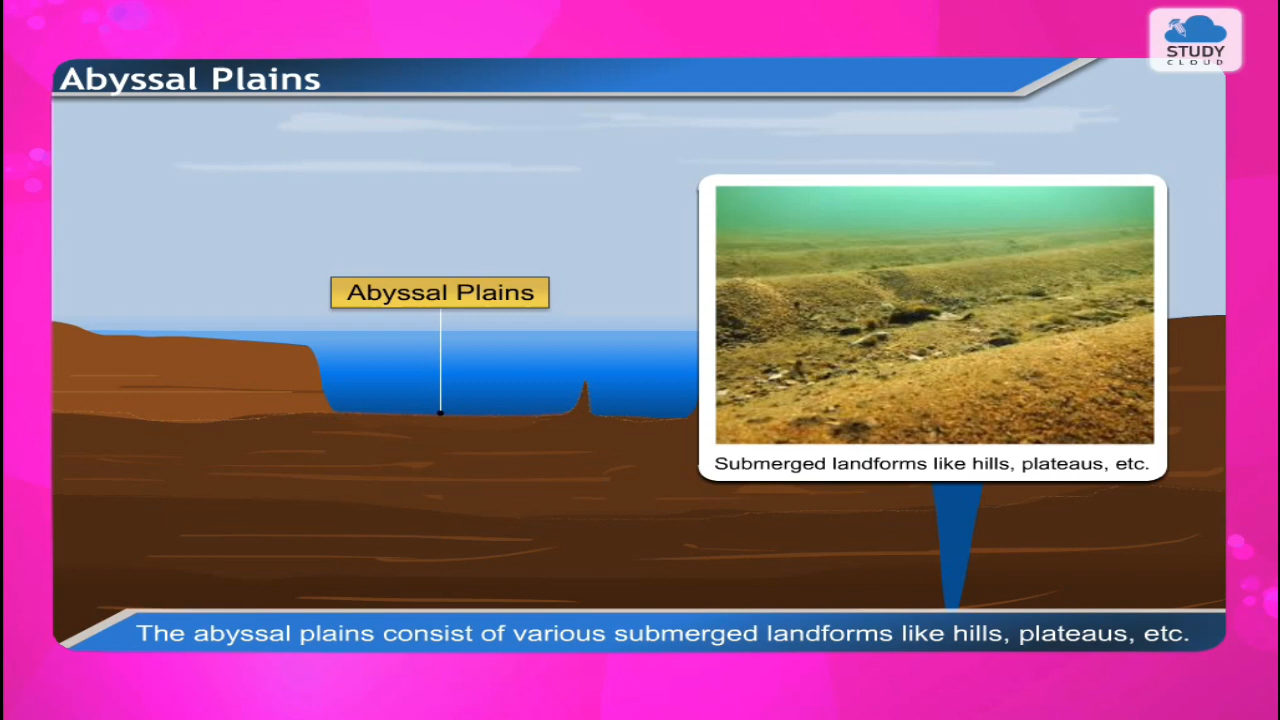 STUDY
CLOUD
Abyssal Plains
Abyssal Plains
Submerged landforms like hills, plateaus, etc.
The abyssal plains consist of various submerged landforms like hills, plateaus, etc.